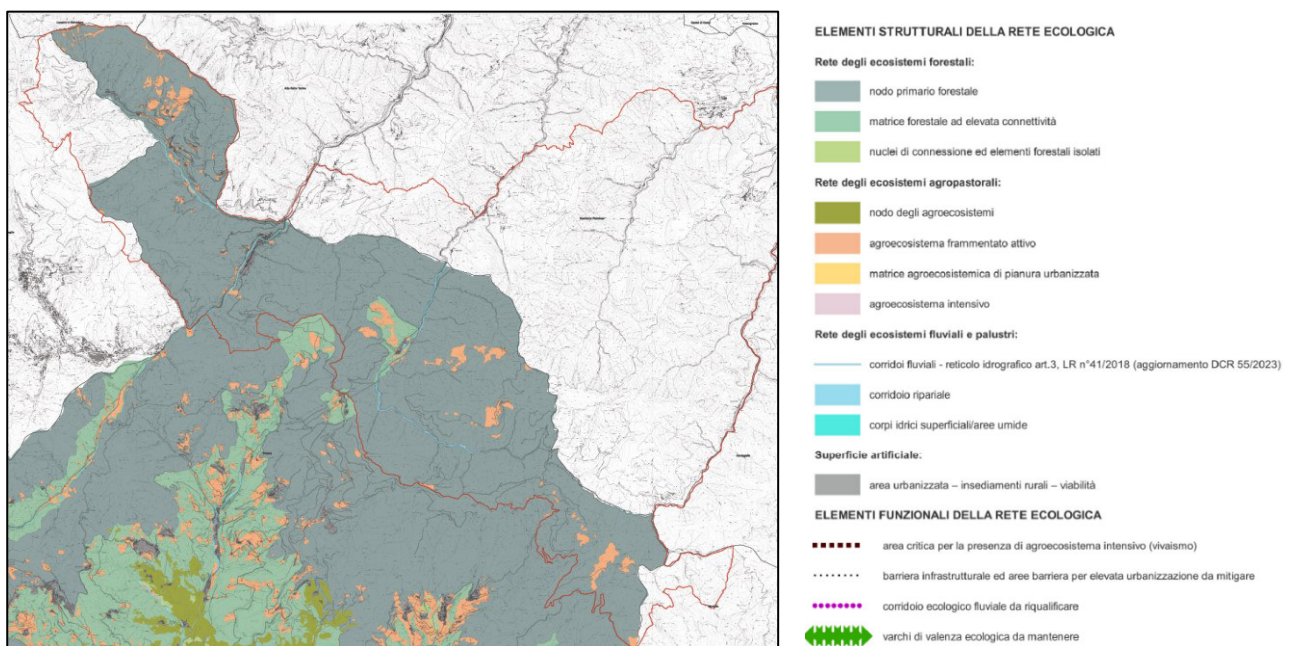 ELEMENTI STRUTTURALI DELLA RETE ECOLOGICA
Rete degli ecosistemi forestali:
nodo primario forestale
matrice forestale ad elevata connettività
nuclei di connessione ed elementi forestali isolati
Rete degli ecosistemi agropastorali:
nodo degli agroecosistemi
agroecosistema frammentato attivo
matrice agroecosistemica di pianura urbanizzata
agroecosistema intensivo
Rete degli ecosistemi fluviali e palustri:
corridoi fluviali - reticolo idrografico art.3, LR n°41/2018 (aggiornamento DCR 55/2023)
corridoio ripariale
corpi idrici superficiali/aree umide
Superficie artificiale:
area urbanizzata – insediamenti rurali – viabilità
ELEMENTI FUNZIONALI DELLA RETE ECOLOGICA
area critica per la presenza di agroecosistema intensivo (vivaismo)
barriera infrastrutturale ed aree barriera per elevata urbanizzazione da mitigare
corridoio ecologico fluviale da riqualificare
varchi di valenza ecologica da mantenere